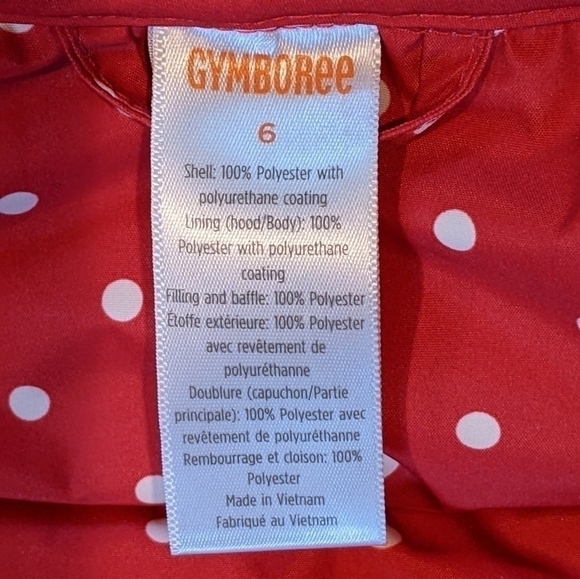 GYMBOREE
6
Shell: 100% Polyester with
polyurethane coating
Lining (hood/Body): 100%
Polyester with polyurethane
coating
Filling and baffle: 100% Polyester
Étoffe extérieure: 100% Polyester
avec revêtement de
polyuréthanne
Doublure (capuchon/Partie
principale): 100% Polyester avec
revêtement de polyuréthanne
Rembourrage et cloison: 100%
Polyester
Made in Vietnam
Fabriqué au Vietnam